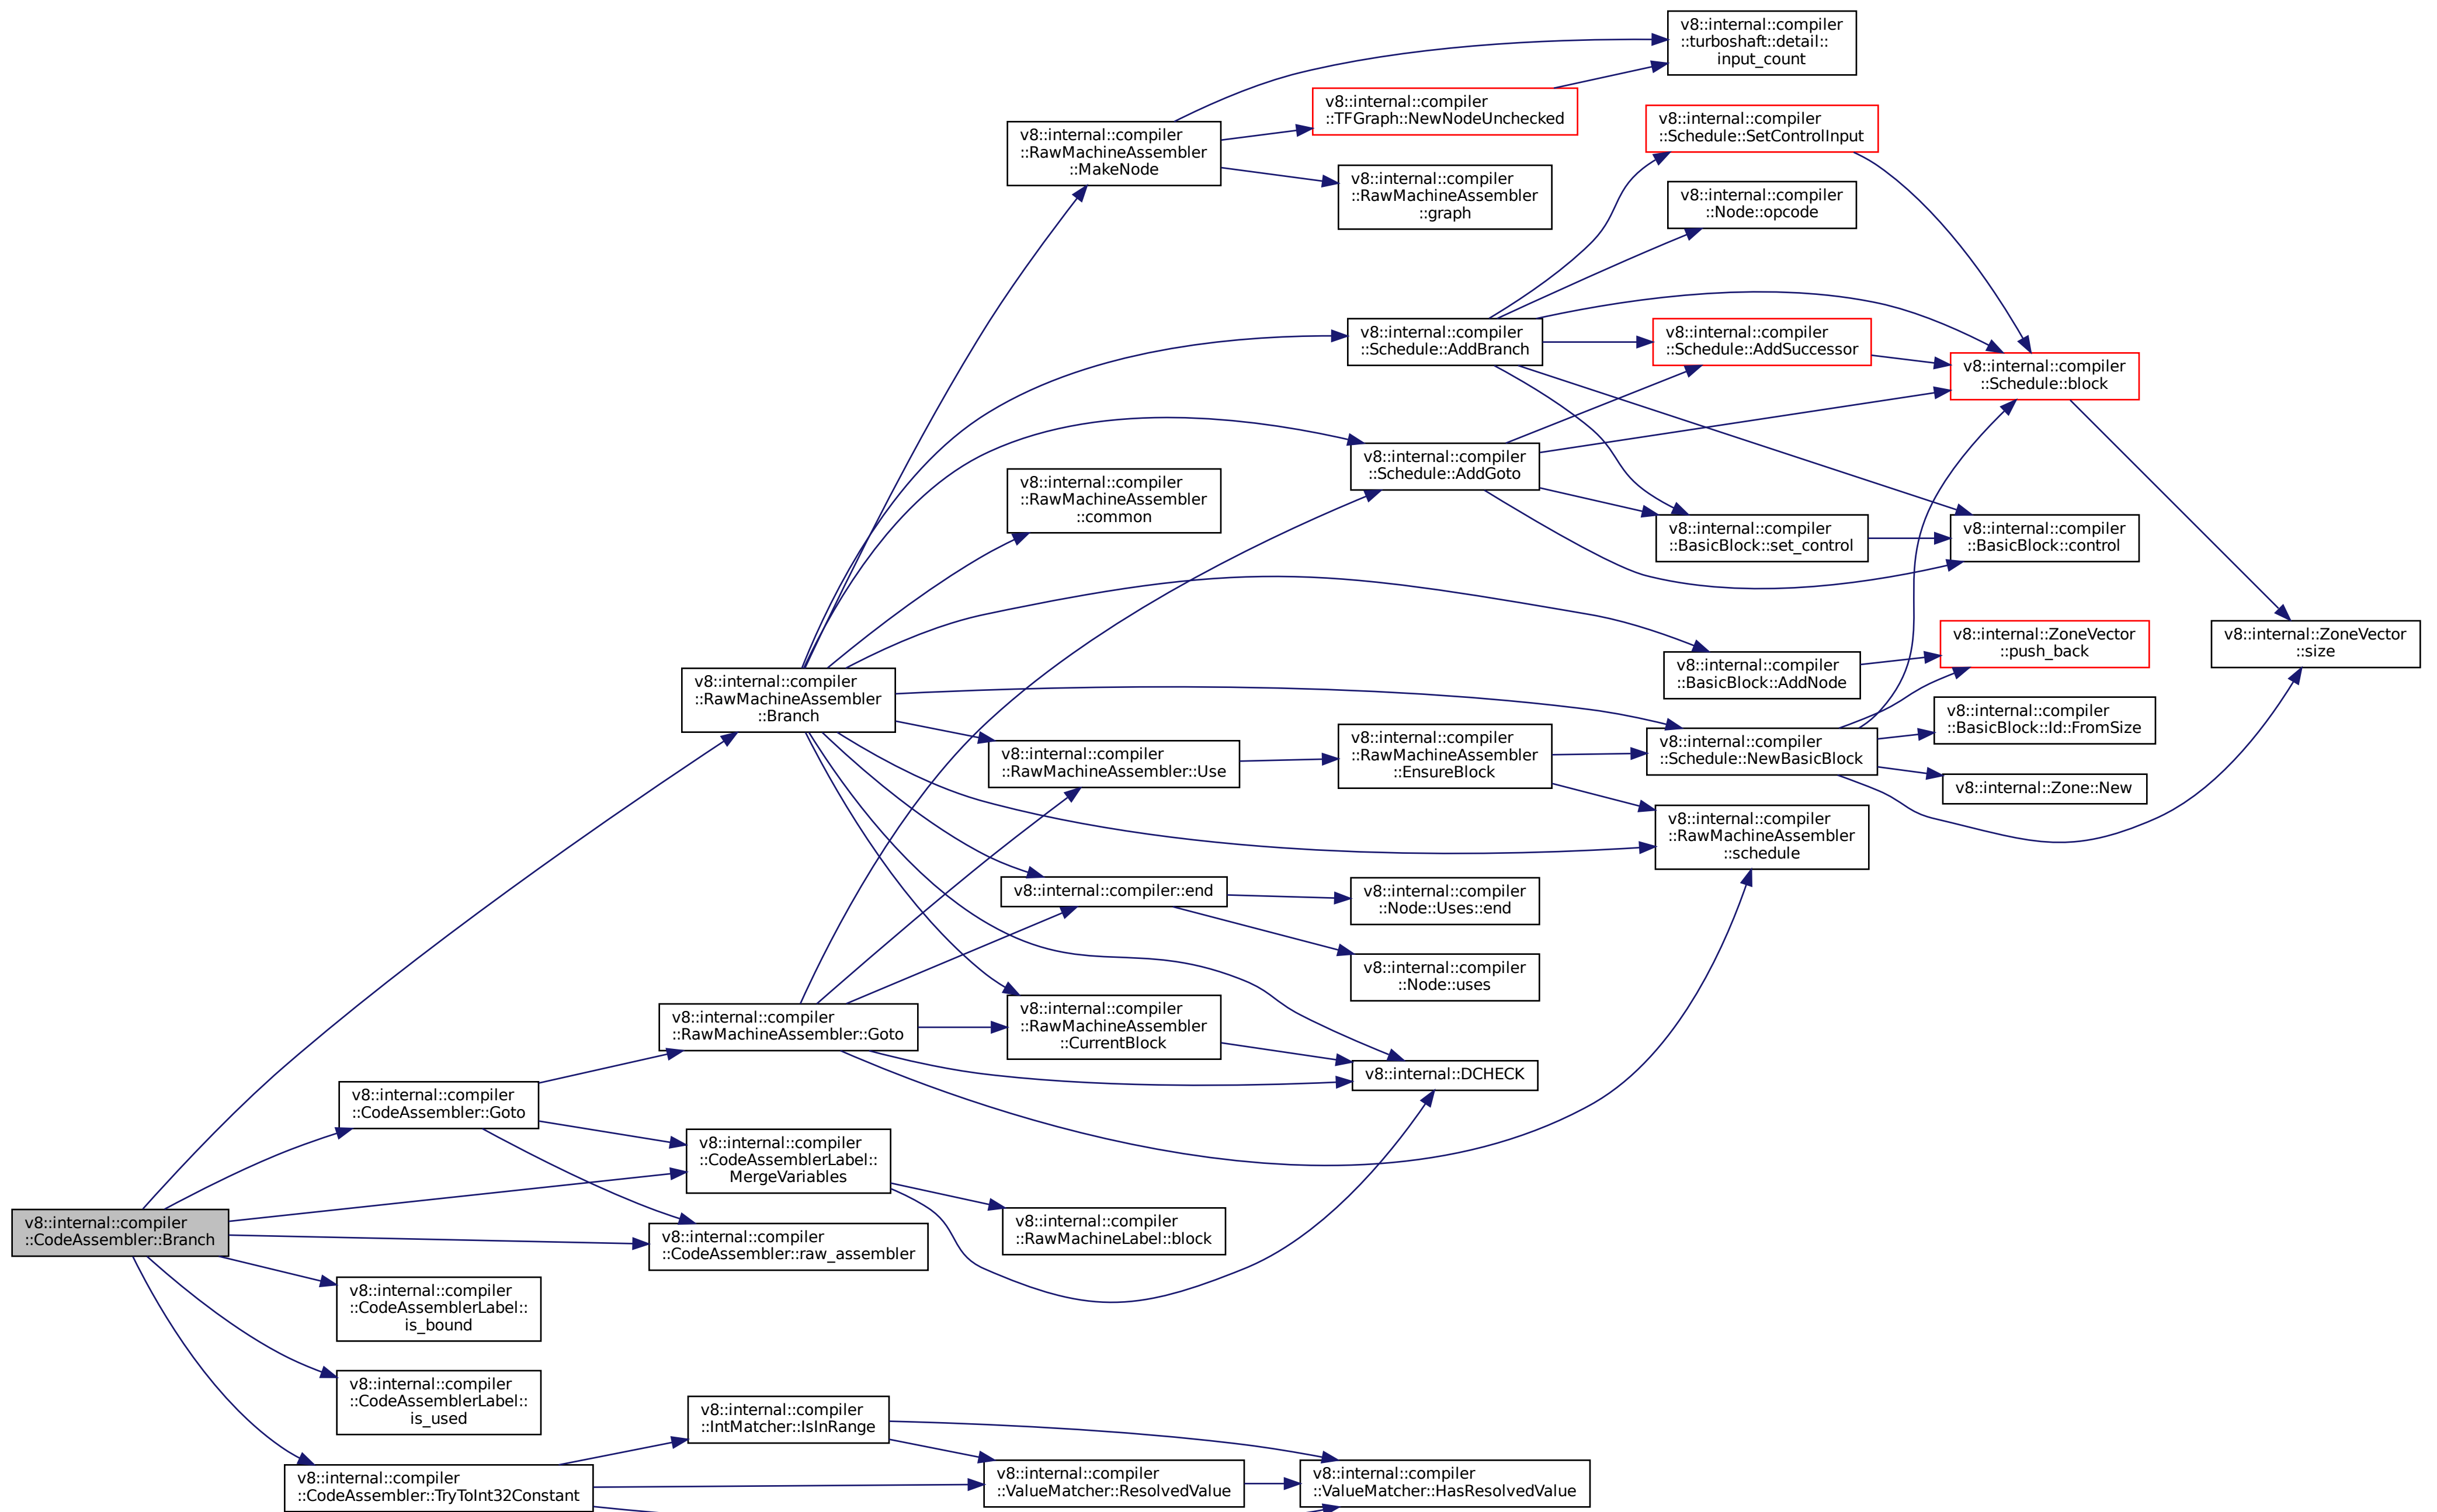 v8::internal::compiler
::turboshaft::detail::
input_count
v8::internal::compiler
::TFGraph::NewNodeUnchecked
v8::internal::compiler
::Schedule::SetControlInput
v8::internal::compiler
::RawMachineAssembler
::MakeNode
v8::internal::compiler
::RawMachineAssembler
::graph
v8::internal::compiler
::Node::opcode
v8::internal::compiler
::Schedule::AddBranch
v8::internal::compiler
::Schedule::AddSuccessor
v8::internal::compiler
::Schedule::block
v8::internal::compiler
::Schedule::AddGoto
v8::internal::compiler
::RawMachineAssembler
::common
v8::internal::compiler
::BasicBlock::set_control
v8::internal::compiler
::BasicBlock::control
v8::internal::ZoneVector
::push_back
v8::internal::ZoneVector
::size
v8::internal::compiler
::BasicBlock::AddNode
v8::internal::compiler
::RawMachineAssembler
::Branch
v8::internal::compiler
::BasicBlock::Id::FromSize
v8::internal::compiler
::RawMachineAssembler::Use
v8::internal::compiler
::RawMachineAssembler
::EnsureBlock
v8::internal::compiler
::Schedule::NewBasicBlock
v8::internal::Zone::New
v8::internal::compiler
::RawMachineAssembler
::schedule
v8::internal::compiler::end
v8::internal::compiler
::Node::Uses::end
v8::internal::compiler
::Node::uses
v8::internal::compiler
::RawMachineAssembler::Goto
v8::internal::compiler
::RawMachineAssembler
::CurrentBlock
v8::internal::DCHECK
v8::internal::compiler
::CodeAssembler::Goto
v8::internal::compiler
::CodeAssemblerLabel::
MergeVariables
v8::internal::compiler
::CodeAssembler::Branch
v8::internal::compiler
::CodeAssembler::raw_assembler
v8::internal::compiler
::RawMachineLabel::block
v8::internal::compiler
::CodeAssemblerLabel::
is_bound
v8::internal::compiler
::CodeAssemblerLabel::
is_used
v8::internal::compiler
::IntMatcher::IsInRange
v8::internal::compiler
::CodeAssembler::TryToInt32Constant
v8::internal::compiler
::ValueMatcher::ResolvedValue
v8::internal::compiler
::ValueMatcher::HasResolvedValue